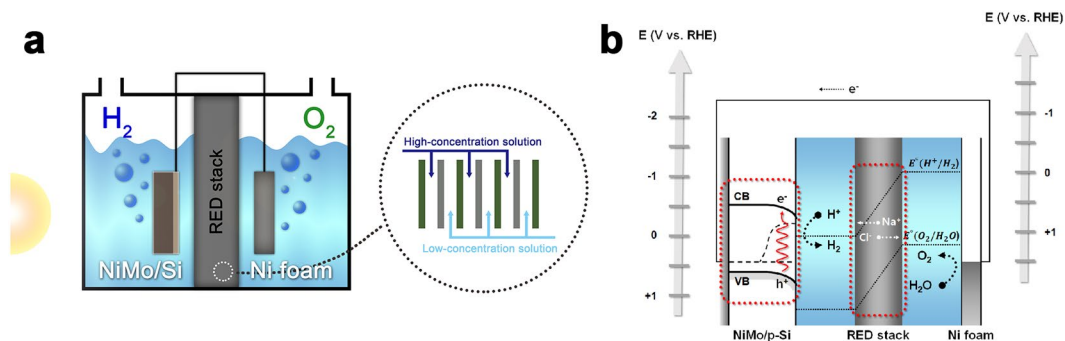 a
H2
O2
RED stack
NiMo/Si
Ni foam
High-concentration solution
Low-concentration solution
b
E (V vs. RHE)
-2
-1
0
+1
E (V vs. RHE)
-1
0
+1
e-
CB
e-
VB
h+
H+
H2
Na+
Cl-
E°(H+/H2)
E°(O2/H2O)
O2
H2O
NiMo/p-Si
RED stack
Ni foam